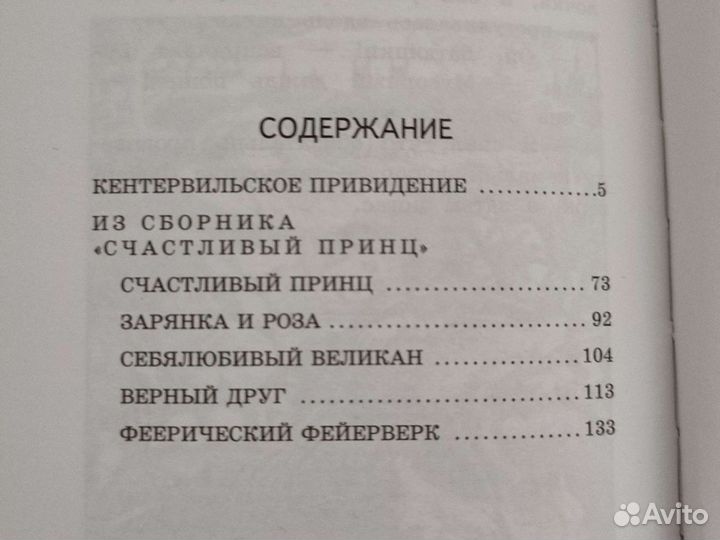 СОДЕРЖАНИЕ
КЕНТЕРВИЛЬСКОЕ ПРИВИДЕНИЕ ..............5
ИЗ СБОРНИКА
«СЧАСТЛИВЫЙ ПРИНЦ»
СЧАСТЛИВЫЙ ПРИНЦ ......................... 73
ЗАРЯНКА И РОЗА ................................ 92
СЕБЯЛЮБИВЫЙ ВЕЛИКАН .................. 104
ВЕРНЫЙ ДРУГ .................................. 113
ФЕЕРИЧЕСКИЙ ФЕЙЕРВЕРК ............... 133
Avito